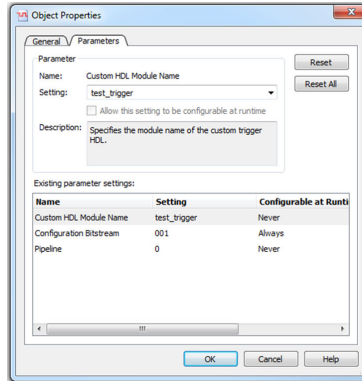 Object Properties
General
Parameters
Parameter
Name: Custom HDL Module Name
Setting: test_trigger
Allow this setting to be configurable at runtime
Description: Specifies the module name of the custom trigger
HDL.
Reset
Reset All
Existing parameter settings:
Name Setting Configurable at Runti
Custom HDL Module Name test_trigger Never
Configuration Bitstream 001 Always
Pipeline 0 Never
OK Cancel Help